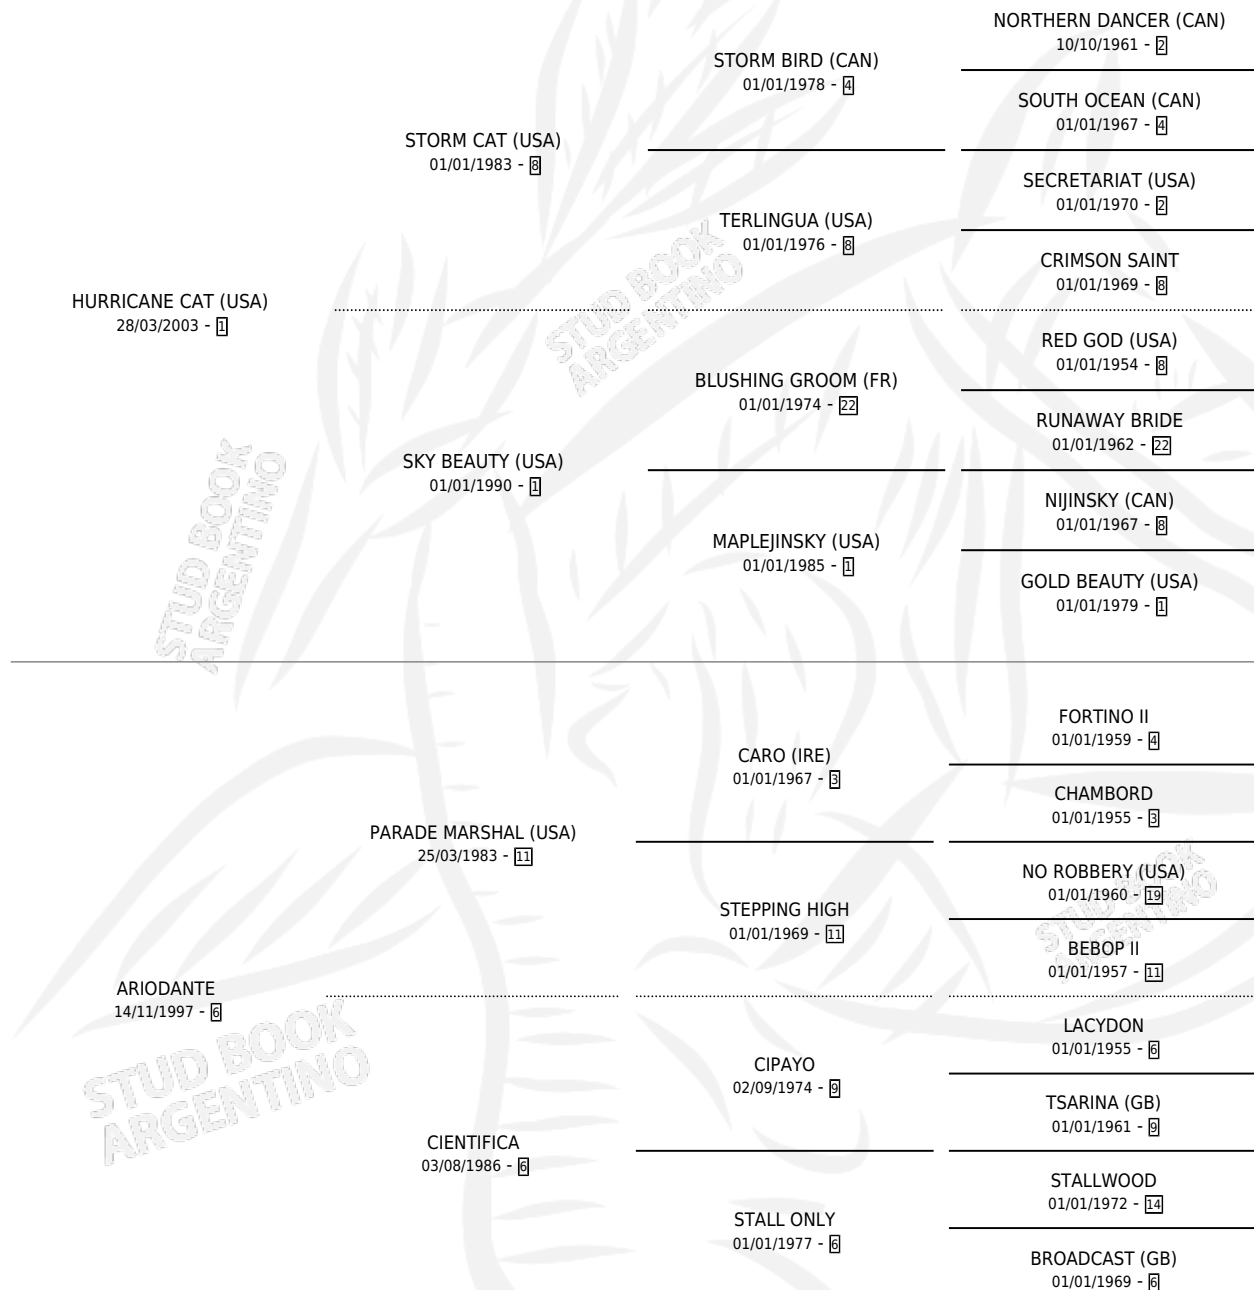 NORTHERN DANCER (CAN)
10/10/1961 - 2
STORM BIRD (CAN)
01/01/1978 - 4
SOUTH OCEAN (CAN)
01/01/1967 - 4
STORM CAT (USA)
01/01/1983 - 8
SECRETARIAT (USA)
01/01/1970 - 2
TERLINGUA (USA)
01/01/1976 - 8
CRIMSON SAINT
01/01/1969 - 8
HURRICANE CAT (USA)
28/03/2003 - 1
RED GOD (USA)
01/01/1954 - 8
BLUSHING GROOM (FR)
01/01/1974 - 22
RUNAWAY BRIDE
01/01/1962 - 22
SKY BEAUTY (USA)
01/01/1990 - 1
NIJINSKY (CAN)
01/01/1967 - 8
MAPLEJINSKY (USA)
01/01/1985 - 1
GOLD BEAUTY (USA)
01/01/1979 - 1
FORTINO II
01/01/1959 - 4
CARO (IRE)
01/01/1967 - 3
CHAMBORD
01/01/1955 - 3
PARADE MARSHAL (USA)
25/03/1983 - 11
NO ROBBERY (USA)
01/01/1960 - 19
STEPPING HIGH
01/01/1969 - 11
BEBOP II
01/01/1957 - 11
ARIODANTE
14/11/1997 - 6
LACYDON
01/01/1955 - 6
CIPAYO
02/09/1974 - 9
TSARINA (GB)
01/01/1961 - 9
CIENTIFICA
03/08/1986 - 6
STALLWOOD
01/01/1972 - 14
STALL ONLY
01/01/1977 - 6
BROADCAST (GB)
01/01/1969 - 6
STUD BOOK
ARGENTINO
STUD BOOK
ARGENTINO
STUD BOOK
ARGENTINO
STUD BOOK
ARGENTINO